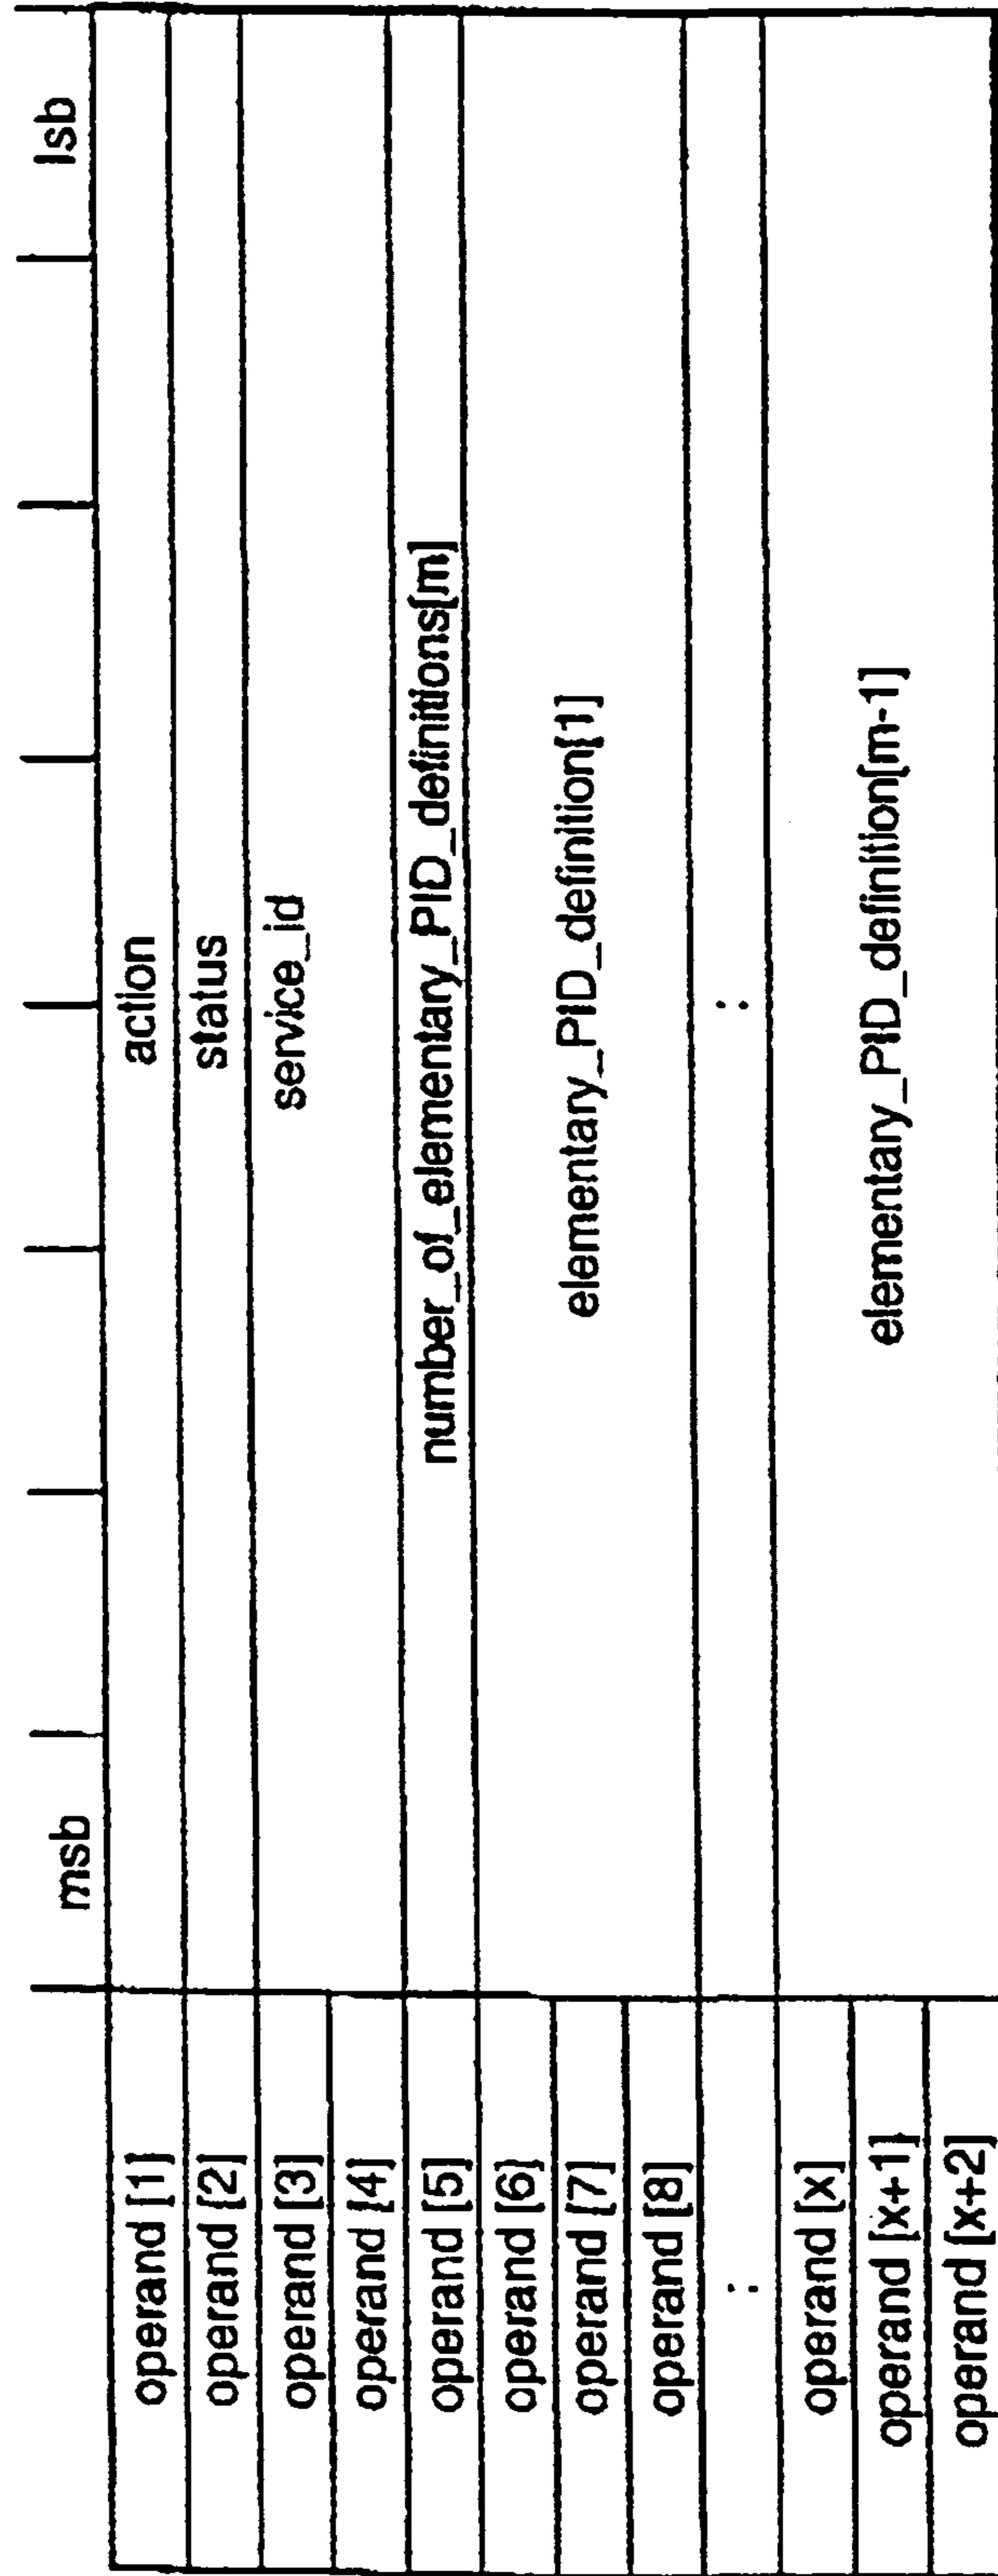 msb lsb
operand [1] action
operand [2] status
operand [3] service_id
operand [4]
operand [5] number_of_elementary_PID_definitions[m]
operand [6]
operand [7] elementary_PID_definition[1]
operand [8]
: :
operand [x]
operand [x+1] elementary_PID_definition[m-1]
operand [x+2]